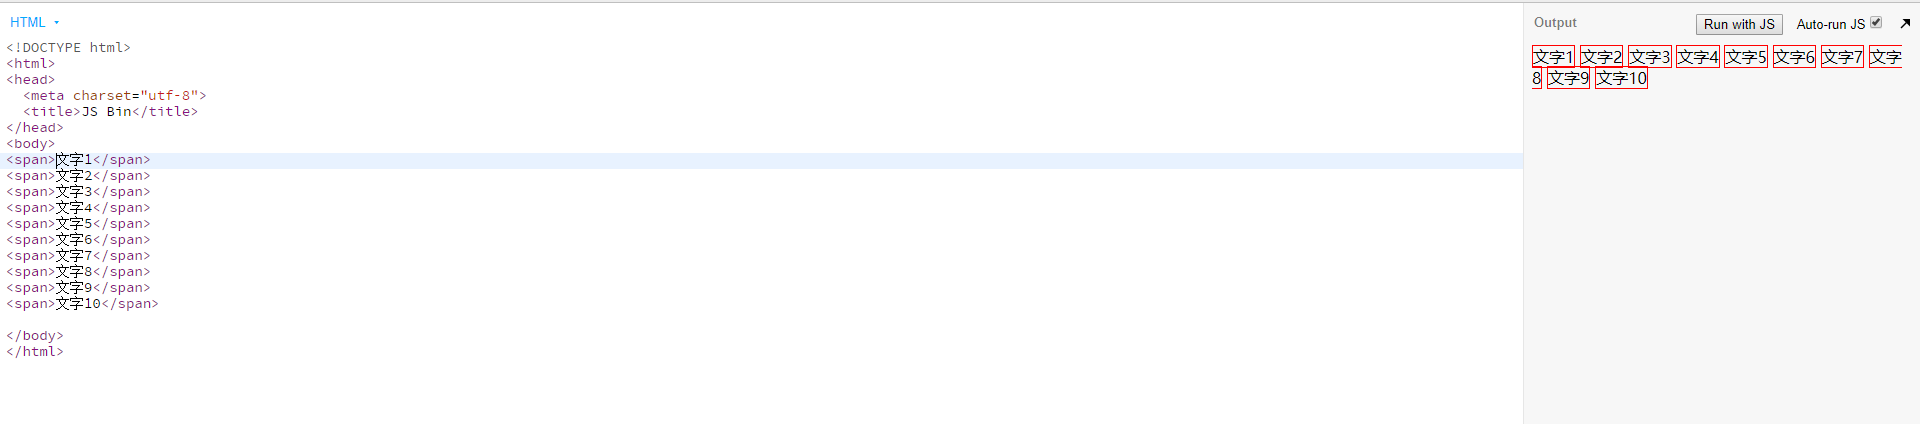 HTML
<!DOCTYPE html>
<html>
<head>
<meta charset="utf-8">
<title>JS Bin</title>
</head>
<body>
<span>文字1</span>
<span>文字2</span>
<span>文字3</span>
<span>文字4</span>
<span>文字5</span>
<span>文字6</span>
<span>文字7</span>
<span>文字8</span>
<span>文字9</span>
<span>文字10</span>
</body>
</html>
Output Run with JS Auto-run JS
文字1 文字2 文字3 文字4 文字5 文字6 文字7 文字
8 文字9 文字10